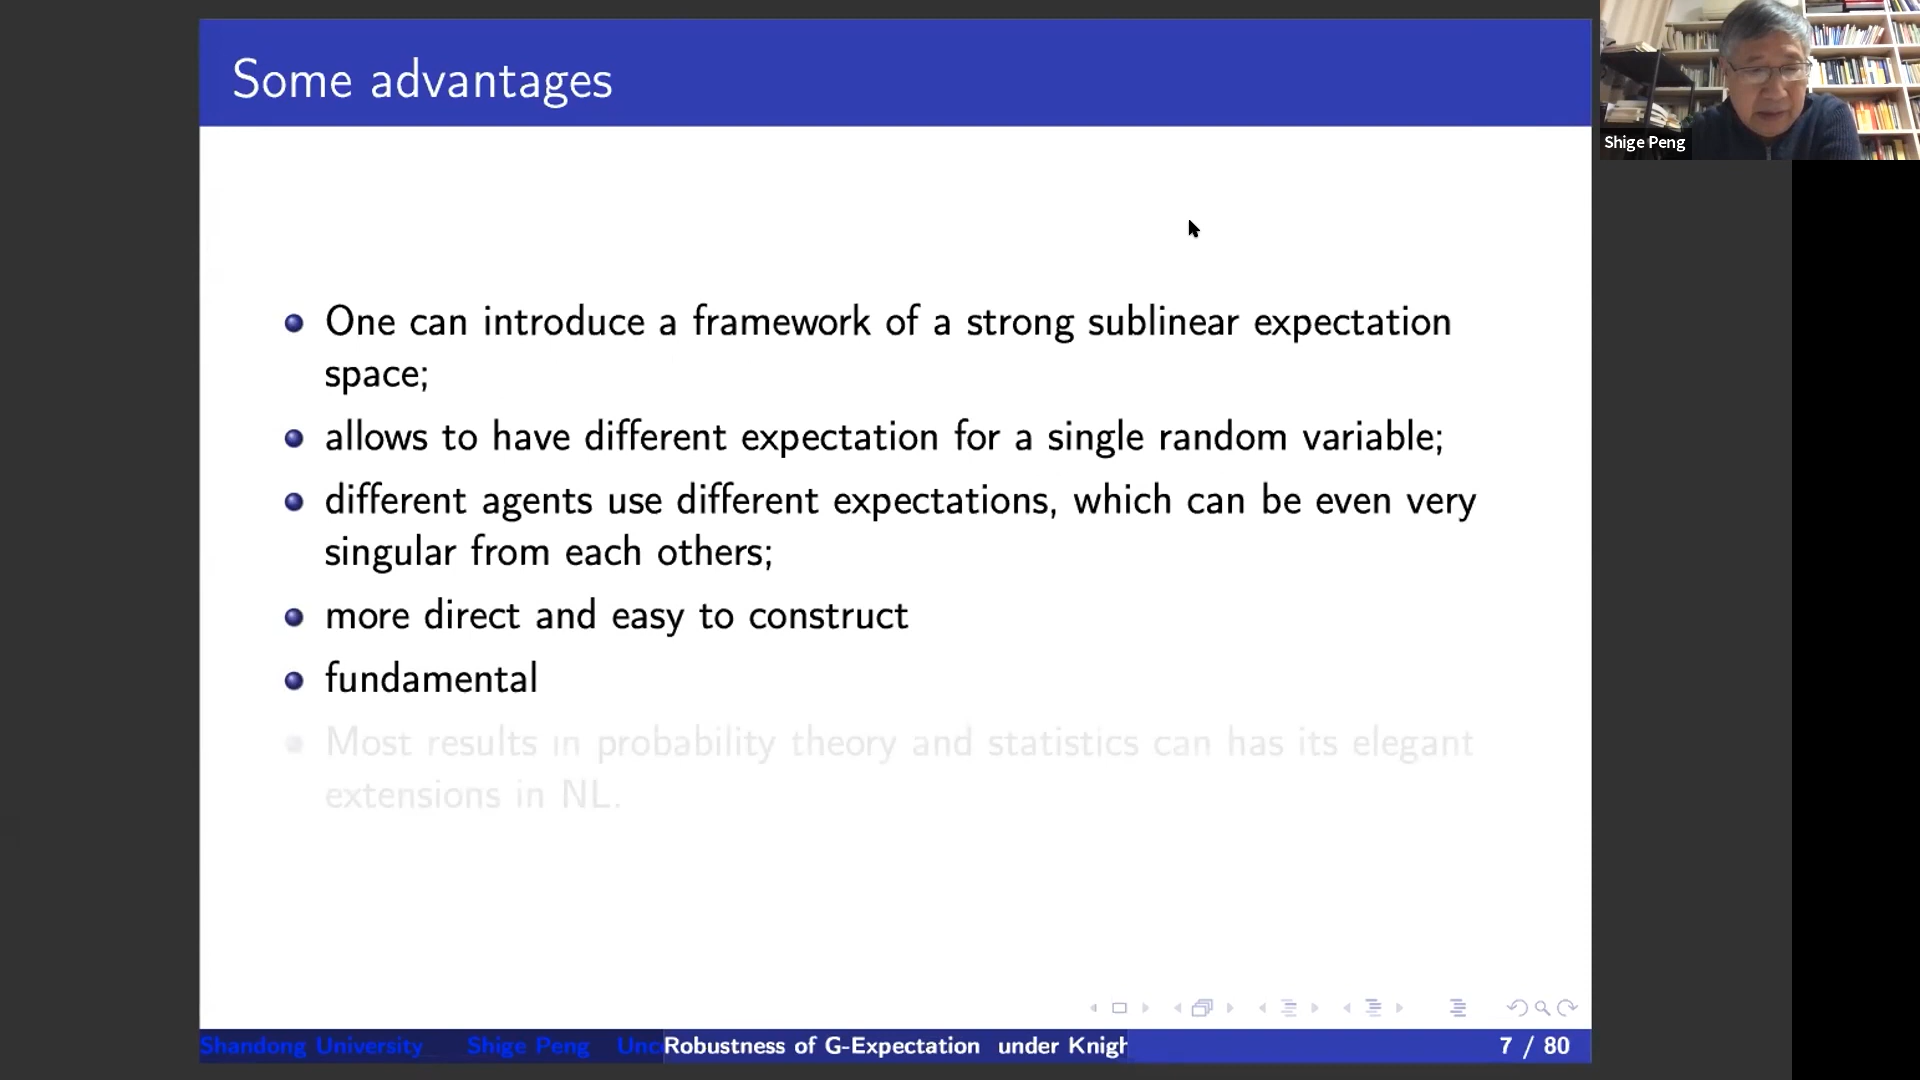 Some advantages
Shige Peng
One can introduce a framework of a strong sublinear expectation
space;
allows to have different expectation for a single random variable;
different agents use different expectations, which can be even very
singular from each others;
more direct and easy to construct
fundamental
Most results in probability theory and statistics can has its elegant
extensions in NL.
Shandong University Shige Peng Unc Robustness of G-Expectation under Knigh 7 / 80